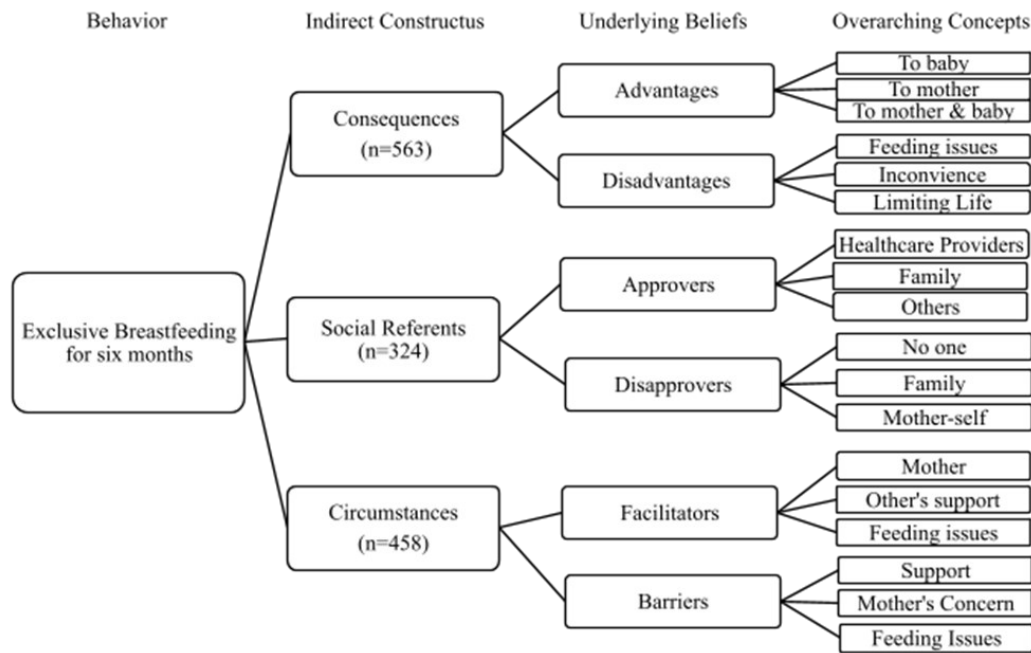 Behavior
Indirect Constructus
Underlying Beliefs
Overarching Concepts
Exclusive Breastfeeding
for six months
Consequences
(n=563)
Advantages
To baby
To mother
To mother & baby
Disadvantages
Feeding issues
Inconvience
Limiting Life
Social Referents
(n=324)
Approvers
Healthcare Providers
Family
Others
Disapprovers
No one
Family
Mother-self
Circumstances
(n=458)
Facilitators
Mother
Other's support
Feeding issues
Barriers
Support
Mother's Concern
Feeding Issues